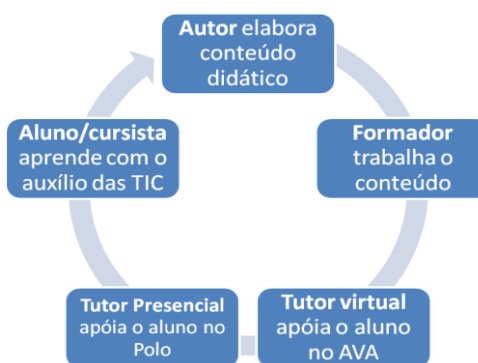 Autor elabora
conteúdo
didático
Formador
trabalha o
conteúdo
Tutor virtual
apóia o aluno
no AVA
Tutor Presencial
apóia o aluno no
Polo
Aluno/cursista
aprende com o
auxílio das TIC